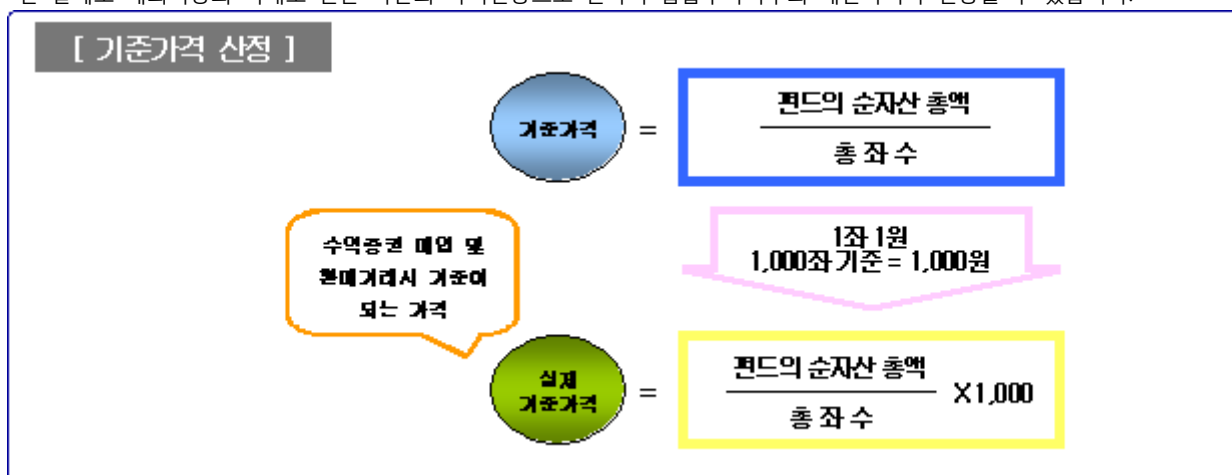 [ 기준가격 산정 ]
기준가격
=
펀드의 순자산 총액
총 좌 수
1좌 1원
1,000좌 기준 = 1,000원
수익증권 매입 및
환매거래시 기준이
되는 가격
실제
기준가격
=
펀드의 순자산 총액
총 좌 수
X1,000